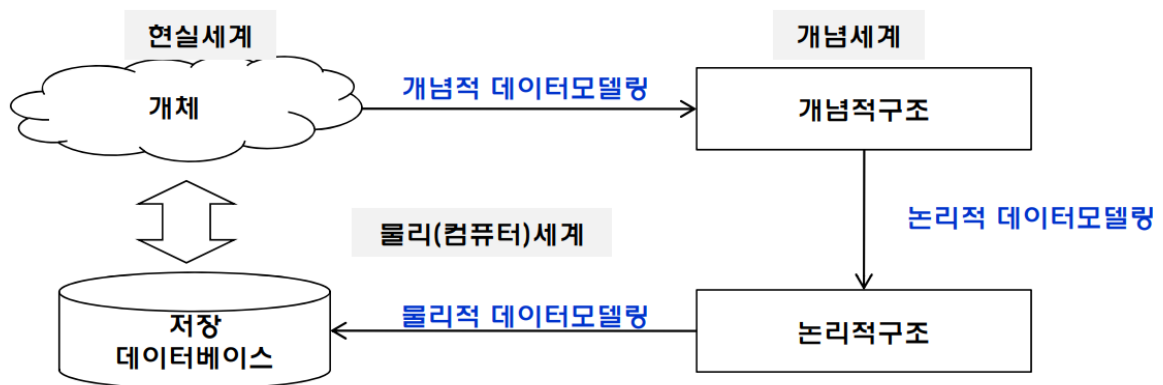 현실세계
개념세계
개체
개념적 데이터모델링
개념적구조
논리적 데이터모델링
물리(컴퓨터)세계
저장
데이터베이스
물리적 데이터모델링
논리적구조